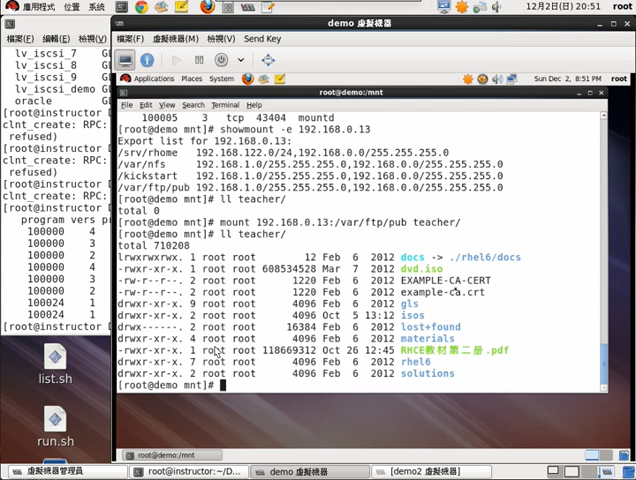 應用程式 位置 系統
12月2日(日) 20:51 root
demo 虛擬機器
檔案(F) 編輯(E) 檢視(V)
檔案(F) 虛擬機器(M) 檢視(V) Send Key
lv_iscsi_7 GL
lv_iscsi_8 GL
lv_iscsi_9 GL
lv_iscsi_demo GL
oracle GL
[root@instructor D
clnt_create: RPC:
refused)
[root@instructor D
clnt_create: RPC:
refused)
[root@instructor D
clnt_create: RPC:
[root@instructor D
program vers p
100000 4
100000 3
100000 2
100000 4
100000 3
100000 2
100024 1
100024 1
[root@instructor D
Applications Places System
Sun Dec 2, 8:51 PM root
root@demo:/mnt
File Edit View Search Terminal Help
100005 3 tcp 43404 mountd
[root@demo mnt]# showmount -e 192.168.0.13
Export list for 192.168.0.13:
/srv/rhome 192.168.122.0/24,192.168.0.0/255.255.255.0
/var/nfs 192.168.1.0/255.255.255.0,192.168.0.0/255.255.255.0
/kickstart 192.168.1.0/255.255.255.0,192.168.0.0/255.255.255.0
/var/ftp/pub 192.168.1.0/255.255.255.0,192.168.0.0/255.255.255.0
[root@demo mnt]# ll teacher/
total 0
[root@demo mnt]# mount 192.168.0.13:/var/ftp/pub teacher/
[root@demo mnt]# ll teacher/
total 710208
lrwxrwxrwx. 1 root root 12 Feb 6 2012 docs -> ./rhel6/docs
-rwxr-xr-x. 1 root root 608534528 Mar 7 2012 dvd.iso
-rw-r--r--. 2 root root 1220 Feb 6 2012 EXAMPLE-CA-CERT
-rw-r--r--. 2 root root 1220 Feb 6 2012 example-ca.crt
drwxr-xr-x. 9 root root 4096 Feb 6 2012 gls
drwxr-xr-x. 2 root root 4096 Oct 5 13:12 isos
drwx------. 2 root root 16384 Feb 6 2012 lost+found
drwxr-xr-x. 4 root root 4096 Feb 6 2012 materials
-rwxr-xr-x. 1 root root 118669312 Oct 26 12:45 RHCE教材第二册.pdf
drwxr-xr-x. 7 root root 4096 Feb 6 2012 rhel6
drwxr-xr-x. 2 root root 4096 Feb 6 2012 solutions
[root@demo mnt]#
list.sh
run.sh
root@demo:/mnt
虛擬機器管理員
root@instructor:~/D...
demo 虛擬機器
[demo2 虛擬機器]